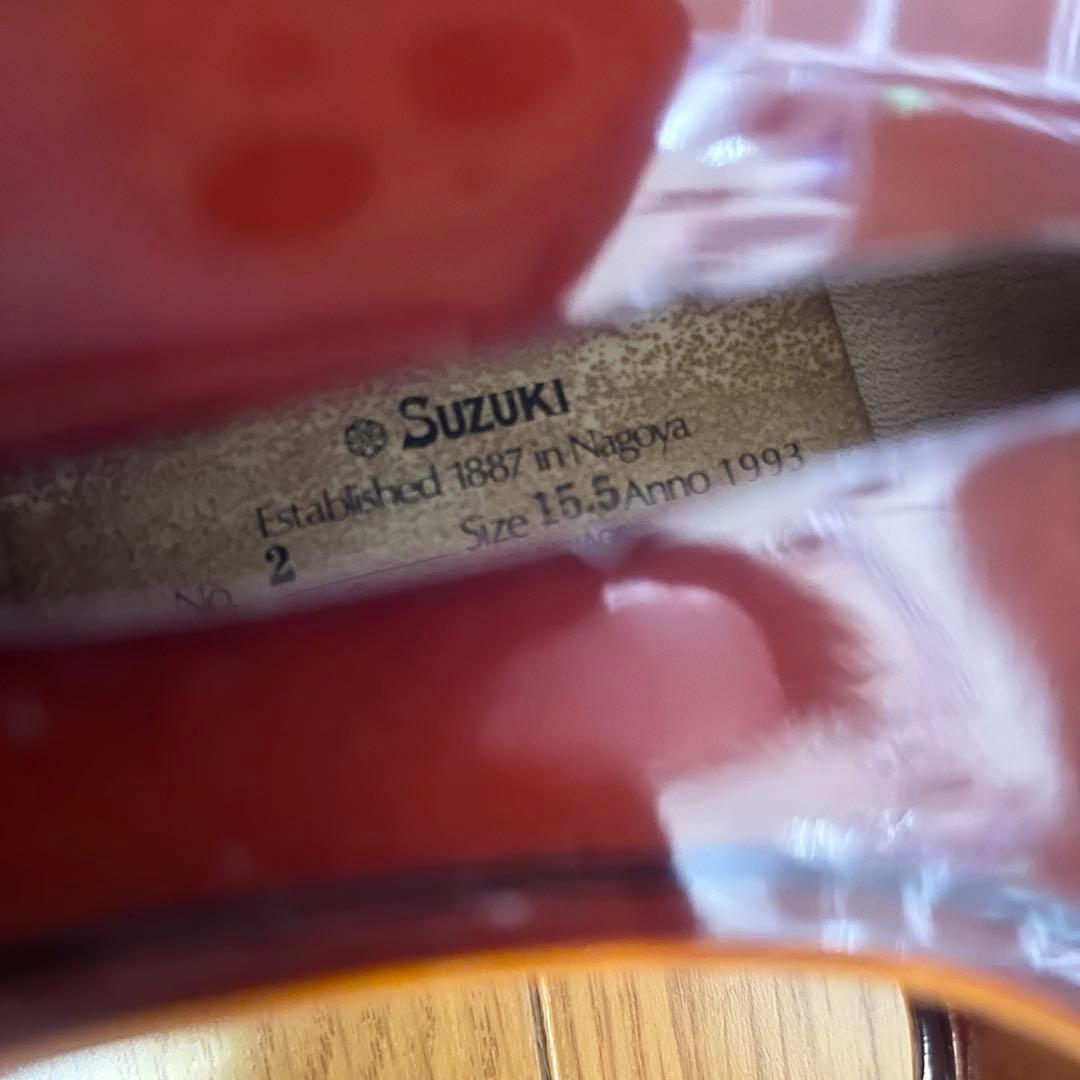 SUZUKI
Established 1887 in Nagoya
No. 2 Size 15.5 Anno 1993